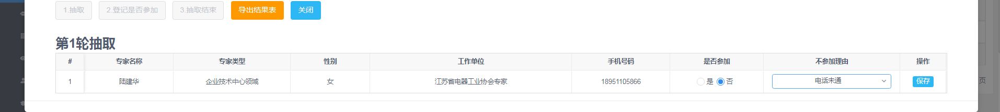 1.抽取 2.登记是否参加 3.抽取结束 导出结果表 关闭
第1轮抽取
# 专家名称 专家类型 性别 工作单位 手机号码 是否参加 不参加理由 操作
1 陆建华 企业技术中心领域 女 江苏省电器工业协会专家 18951105866 是 否 电话未通 保存
页